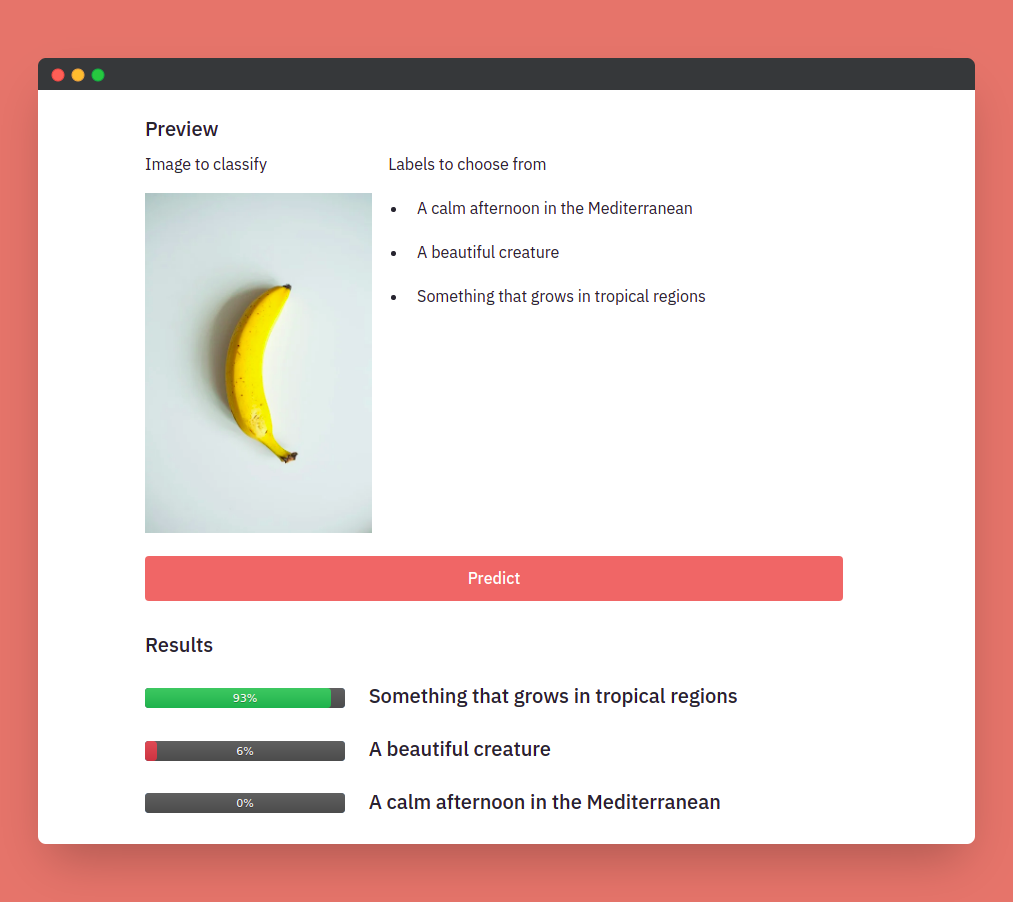 Preview
Image to classify
Labels to choose from
A calm afternoon in the Mediterranean
A beautiful creature
Something that grows in tropical regions
Predict
Results
93%
Something that grows in tropical regions
6%
A beautiful creature
0%
A calm afternoon in the Mediterranean